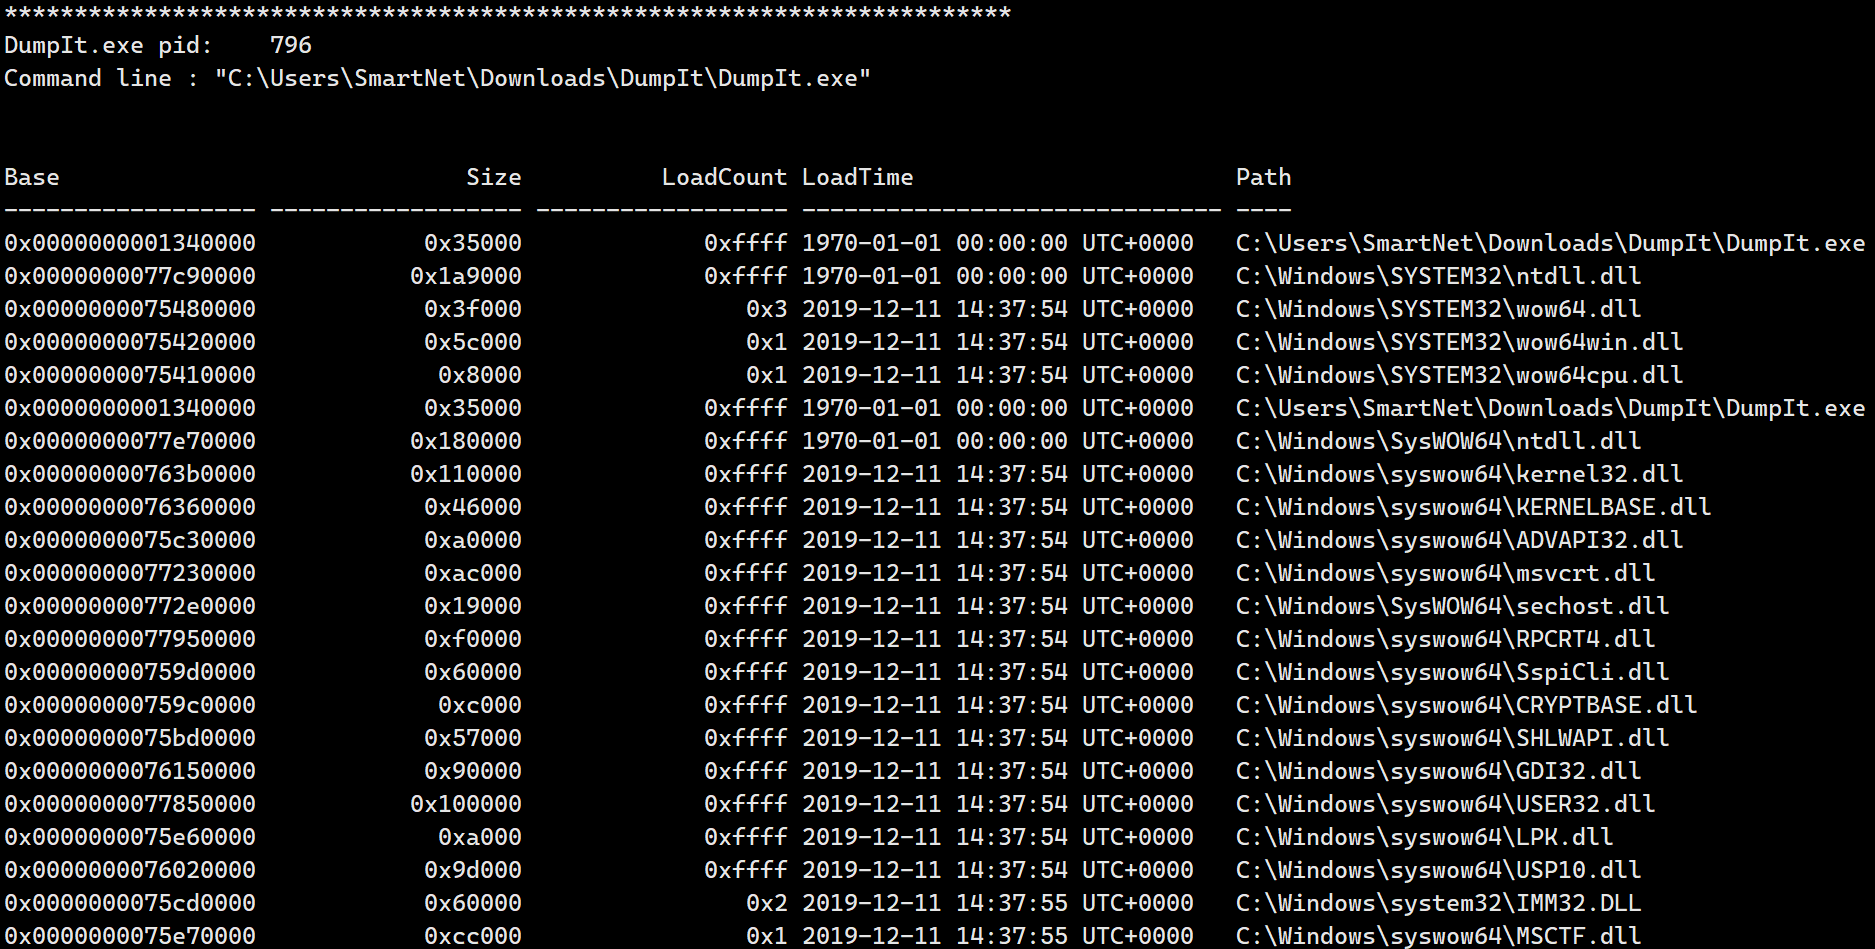 ************************************************************************
DumpIt.exe pid:    796
Command line : "C:\Users\SmartNet\Downloads\DumpIt\DumpIt.exe"
Base                             Size          LoadCount LoadTime                       Path
------------------ ------------------ ------------------ ------------------------------ ----
0x0000000001340000            0x35000             0xffff 1970-01-01 00:00:00 UTC+0000   C:\Users\SmartNet\Downloads\DumpIt\DumpIt.exe
0x0000000077c90000           0x1a9000             0xffff 1970-01-01 00:00:00 UTC+0000   C:\Windows\SYSTEM32\ntdll.dll
0x0000000075480000            0x3f000                0x3 2019-12-11 14:37:54 UTC+0000   C:\Windows\SYSTEM32\wow64.dll
0x0000000075420000            0x5c000                0x1 2019-12-11 14:37:54 UTC+0000   C:\Windows\SYSTEM32\wow64win.dll
0x0000000075410000             0x8000                0x1 2019-12-11 14:37:54 UTC+0000   C:\Windows\SYSTEM32\wow64cpu.dll
0x0000000001340000            0x35000             0xffff 1970-01-01 00:00:00 UTC+0000   C:\Users\SmartNet\Downloads\DumpIt\DumpIt.exe
0x0000000077e70000           0x180000             0xffff 1970-01-01 00:00:00 UTC+0000   C:\Windows\SysWOW64\ntdll.dll
0x00000000763b0000           0x110000             0xffff 2019-12-11 14:37:54 UTC+0000   C:\Windows\syswow64\kernel32.dll
0x0000000076360000            0x46000             0xffff 2019-12-11 14:37:54 UTC+0000   C:\Windows\syswow64\KERNELBASE.dll
0x0000000075c30000            0xa0000             0xffff 2019-12-11 14:37:54 UTC+0000   C:\Windows\syswow64\ADVAPI32.dll
0x0000000077230000            0xac000             0xffff 2019-12-11 14:37:54 UTC+0000   C:\Windows\syswow64\msvcrt.dll
0x00000000772e0000            0x19000             0xffff 2019-12-11 14:37:54 UTC+0000   C:\Windows\SysWOW64\sechost.dll
0x0000000077950000            0xf0000             0xffff 2019-12-11 14:37:54 UTC+0000   C:\Windows\syswow64\RPCRT4.dll
0x00000000759d0000            0x60000             0xffff 2019-12-11 14:37:54 UTC+0000   C:\Windows\syswow64\SspiCli.dll
0x00000000759c0000             0xc000             0xffff 2019-12-11 14:37:54 UTC+0000   C:\Windows\syswow64\CRYPTBASE.dll
0x0000000075bd0000            0x57000             0xffff 2019-12-11 14:37:54 UTC+0000   C:\Windows\syswow64\SHLWAPI.dll
0x0000000076150000            0x90000             0xffff 2019-12-11 14:37:54 UTC+0000   C:\Windows\syswow64\GDI32.dll
0x0000000077850000           0x100000             0xffff 2019-12-11 14:37:54 UTC+0000   C:\Windows\syswow64\USER32.dll
0x0000000075e60000             0xa000             0xffff 2019-12-11 14:37:54 UTC+0000   C:\Windows\syswow64\LPK.dll
0x0000000076020000            0x9d000             0xffff 2019-12-11 14:37:54 UTC+0000   C:\Windows\syswow64\USP10.dll
0x0000000075cd0000            0x60000                0x2 2019-12-11 14:37:55 UTC+0000   C:\Windows\system32\IMM32.DLL
0x0000000075e70000            0xcc000                0x1 2019-12-11 14:37:55 UTC+0000   C:\Windows\syswow64\MSCTF.dll